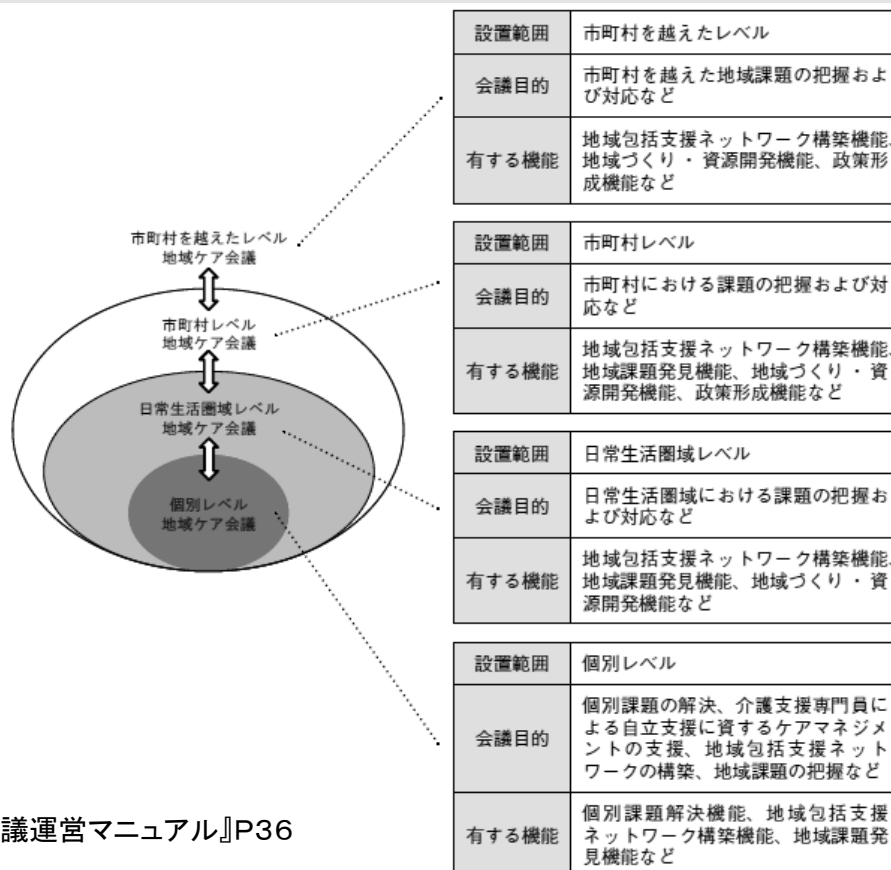 市町村を越えたレベル
地域ケア会議
市町村レベル
地域ケア会議
日常生活圏域レベル
地域ケア会議
個別レベル
地域ケア会議
設置範囲
市町村を越えたレベル
会議目的
市町村を越えた地域課題の把握およ
び対応など
有する機能
地域包括支援ネットワーク構築機能、
地域づくり・資源開発機能、政策形
成機能など
設置範囲
市町村レベル
会議目的
市町村における課題の把握および対
応など
有する機能
地域包括支援ネットワーク構築機能、
地域課題発見機能、地域づくり・資
源開発機能、政策形成機能など
設置範囲
日常生活圏域レベル
会議目的
日常生活圏域における課題の把握お
よび対応など
有する機能
地域包括支援ネットワーク構築機能、
地域課題発見機能、地域づくり・資
源開発機能など
設置範囲
個別レベル
会議目的
個別課題の解決、介護支援専門員に
よる自立支援に資するケアマネジメ
ントの支援、地域包括支援ネット
ワークの構築、地域課題の把握など
有する機能
個別課題解決機能、地域包括支援
ネットワーク構築機能、地域課題発
見機能など
議運営マニュアル』P36